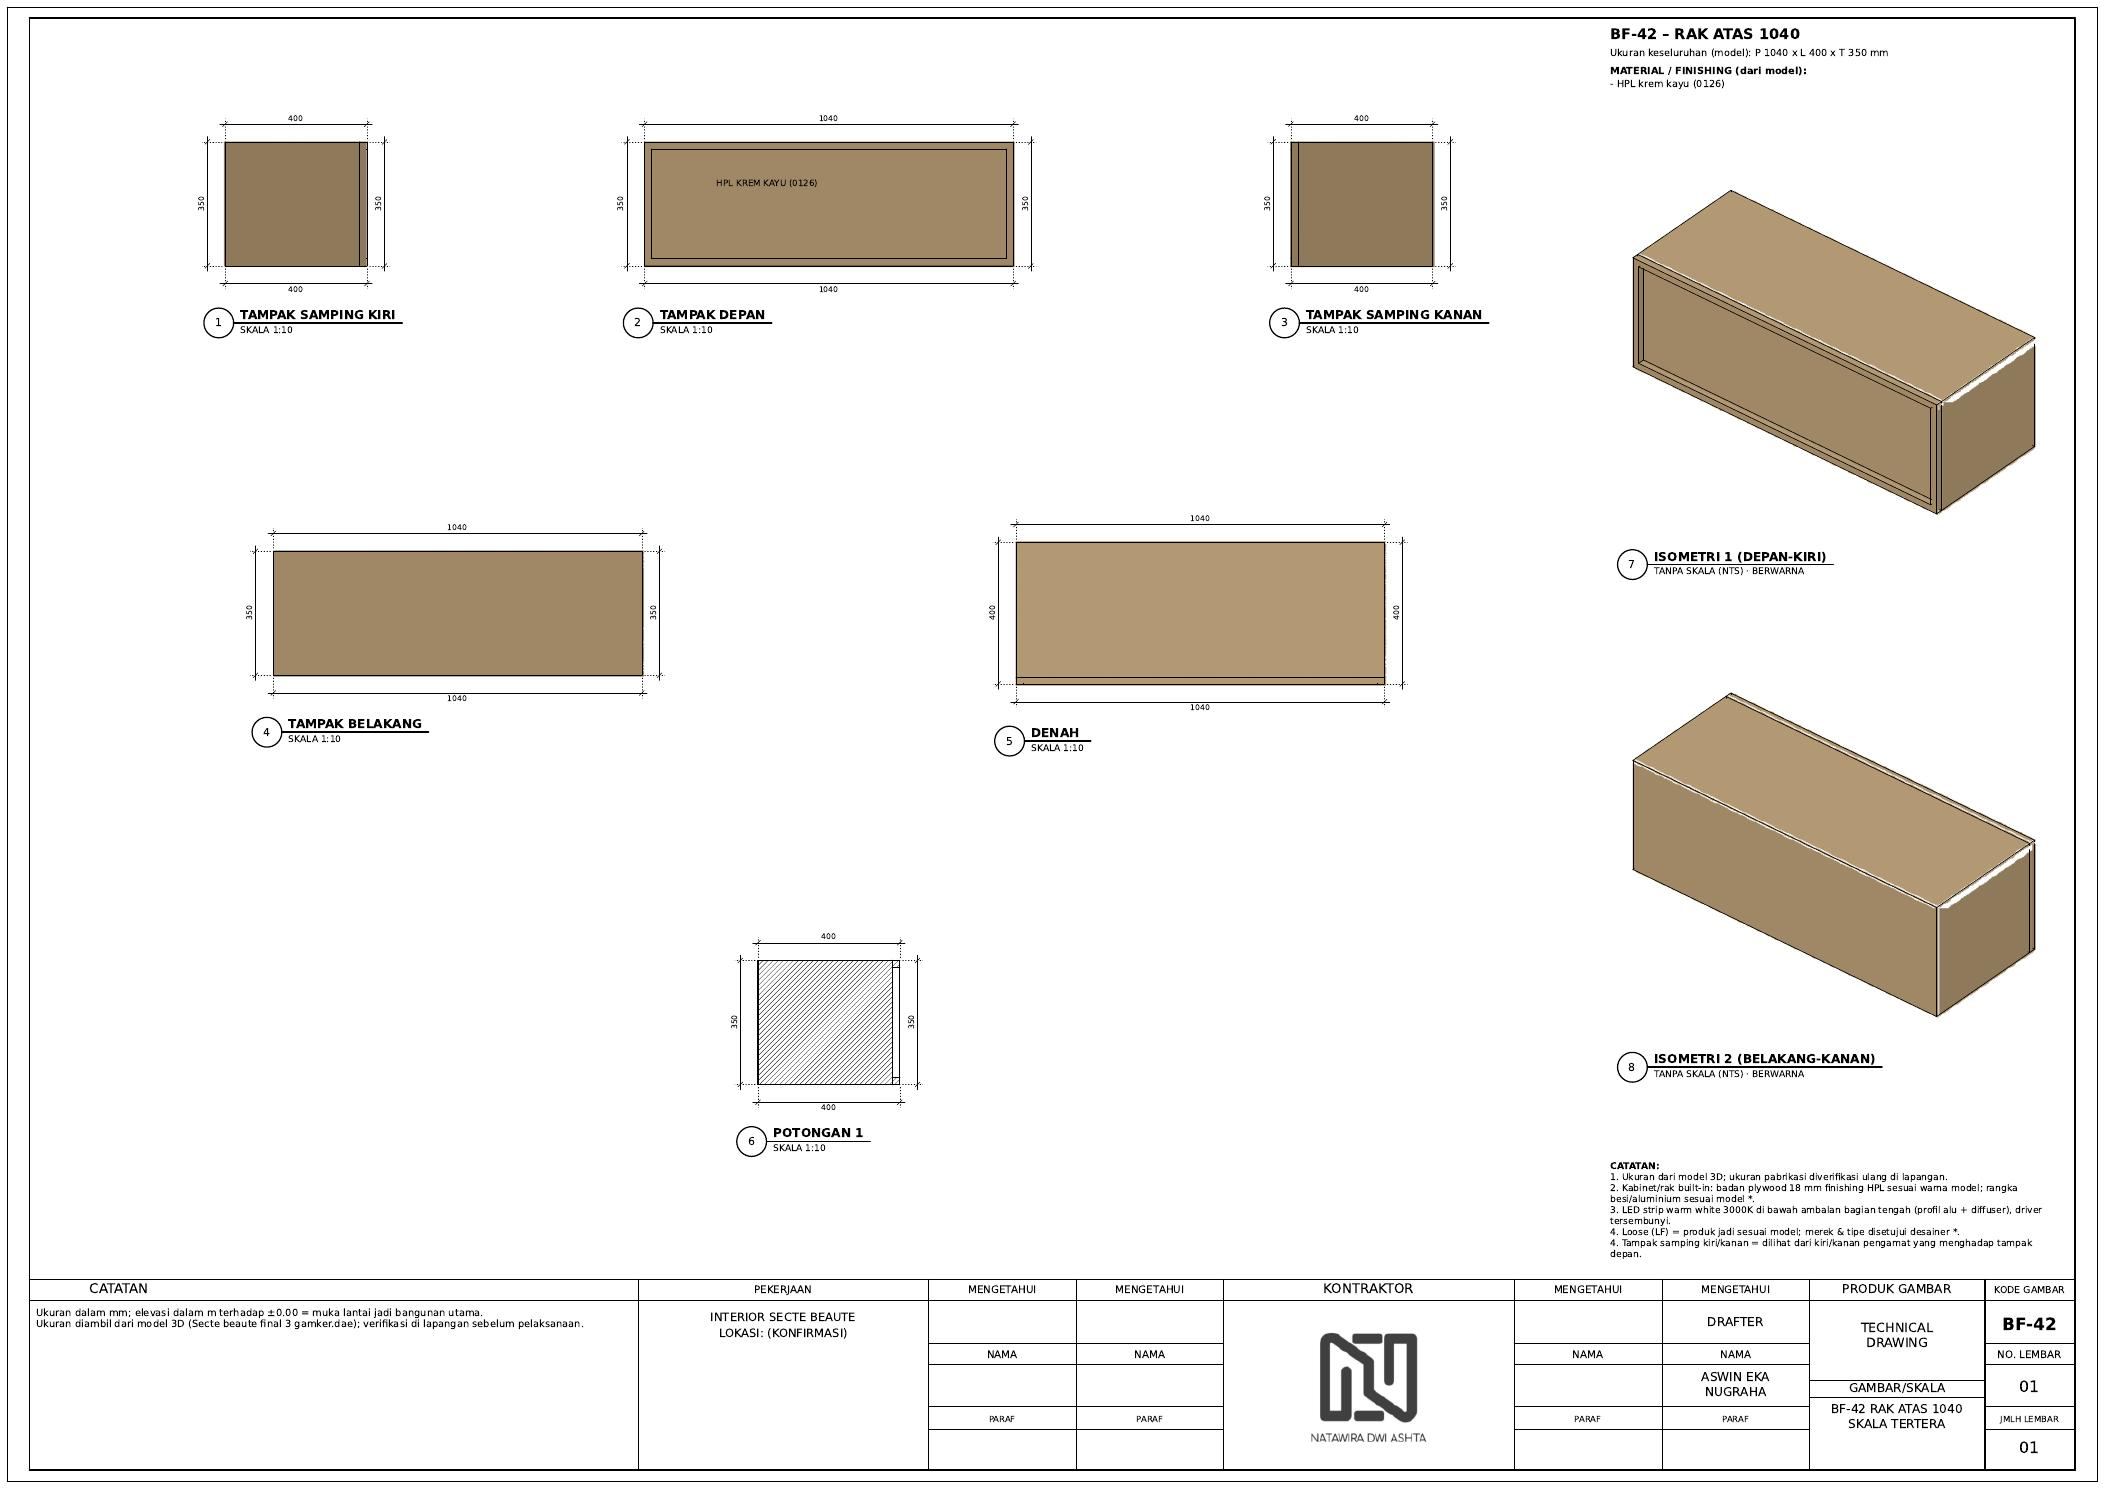 BF-42 – RAK ATAS 1040
Ukuran keseluruhan (model): P 1040 x L 400 x T 350 mm
MATERIAL / FINISHING (dari model):
- HPL krem kayu (0126)
400
350
350
400
1 TAMPAK SAMPING KIRI
SKALA 1:10
1040
350
HPL KREM KAYU (0126)
350
1040
2 TAMPAK DEPAN
SKALA 1:10
400
350
350
400
3 TAMPAK SAMPING KANAN
SKALA 1:10
7 ISOMETRI 1 (DEPAN-KIRI)
TANPA SKALA (NTS) · BERWARNA
1040
350
350
1040
4 TAMPAK BELAKANG
SKALA 1:10
1040
400
400
1040
5 DENAH
SKALA 1:10
400
350
350
400
6 POTONGAN 1
SKALA 1:10
8 ISOMETRI 2 (BELAKANG-KANAN)
TANPA SKALA (NTS) · BERWARNA
CATATAN:
1. Ukuran dari model 3D; ukuran pabrikasi diverifikasi ulang di lapangan.
2. Kabinet/rak built-in: badan plywood 18 mm finishing HPL sesuai warna model; rangka
besi/aluminium sesuai model *.
3. LED strip warm white 3000K di bawah ambalan bagian tengah (profil alu + diffuser), driver
tersembunyi.
4. Loose (LF) = produk jadi sesuai model; merek & tipe disetujui desainer *.
4. Tampak samping kiri/kanan = dilihat dari kiri/kanan pengamat yang menghadap tampak
depan.
CATATAN
Ukuran dalam mm; elevasi dalam m terhadap ±0.00 = muka lantai jadi bangunan utama.
Ukuran diambil dari model 3D (Secte beaute final 3 gamker.dae); verifikasi di lapangan sebelum pelaksanaan.
PEKERJAAN
INTERIOR SECTE BEAUTE
LOKASI: (KONFIRMASI)
MENGETAHUI
NAMA
PARAF
MENGETAHUI
NAMA
PARAF
KONTRAKTOR
NATAWIRA DWI ASHTA
MENGETAHUI
NAMA
PARAF
MENGETAHUI
DRAFTER
NAMA
ASWIN EKA
NUGRAHA
PARAF
PRODUK GAMBAR
TECHNICAL
DRAWING
GAMBAR/SKALA
BF-42 RAK ATAS 1040
SKALA TERTERA
KODE GAMBAR
BF-42
NO. LEMBAR
01
JMLH LEMBAR
01